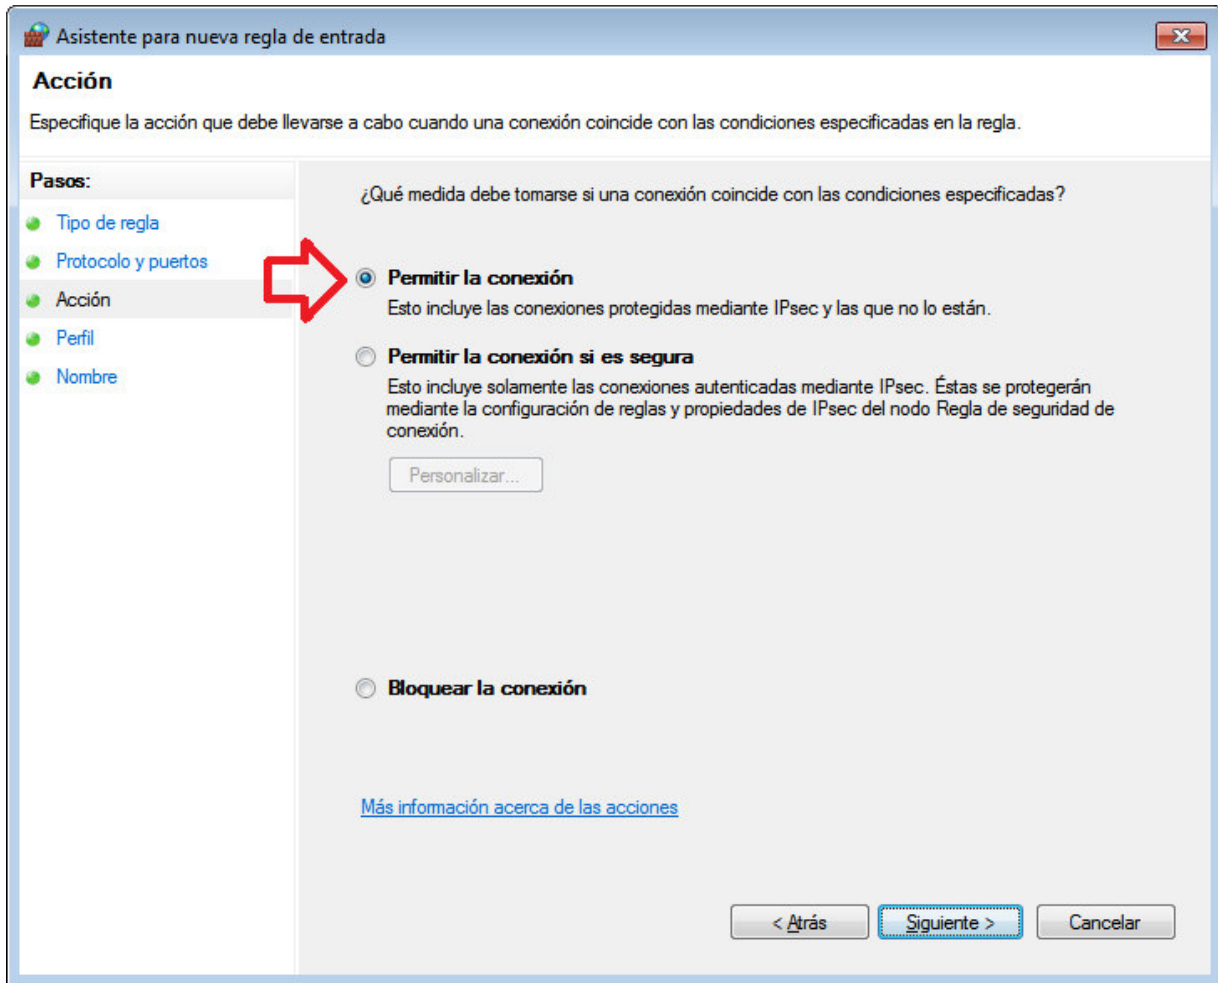 Asistente para nueva regla de entrada
Acción
Especifique la acción que debe llevarse a cabo cuando una conexión coincide con las condiciones especificadas en la regla.
Pasos:
Tipo de regla
Protocolo y puertos
Acción
Perfil
Nombre
¿Qué medida debe tomarse si una conexión coincide con las condiciones especificadas?
Permitir la conexión
Esto incluye las conexiones protegidas mediante IPsec y las que no lo están.
Permitir la conexión si es segura
Esto incluye solamente las conexiones autenticadas mediante IPsec. Éstas se protegerán
mediante la configuración de reglas y propiedades de IPsec del nodo Regla de seguridad de
conexión.
Personalizar...
Bloquear la conexión
Más información acerca de las acciones
< Atrás
Siguiente >
Cancelar